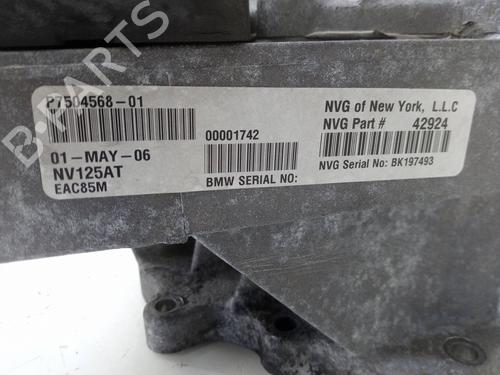 P7504568-01
01-MAY-06
NV125AT
EAC85M
00001742
BMW SERIAL NO:
NVG of New York, L.L.C
NVG Part # 42924
NVG Serial No: BK197493
B-PARTS